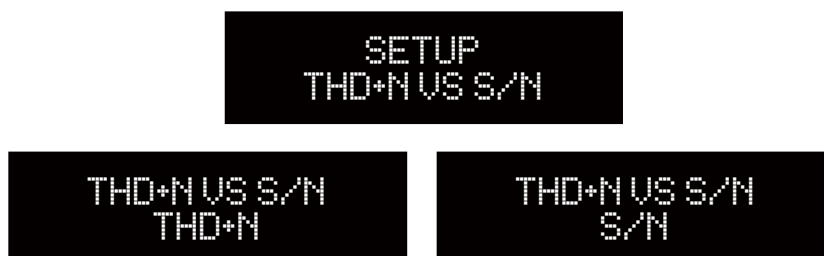 SETUP
THD+N VS S/N
THD+N VS S/N
THD+N
THD+N VS S/N
S/N